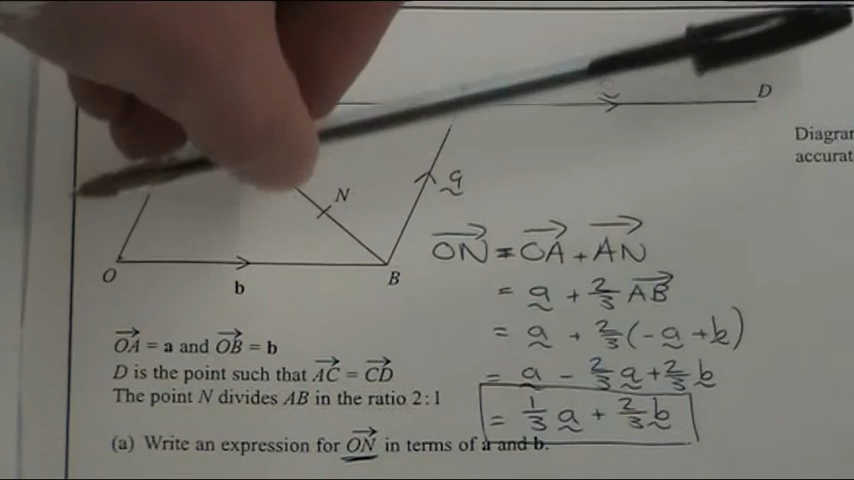 D
Diagram
accurat
a
N
O
b
B
ON = OA + AN
= a + 2/3 AB
= a + 2/3 (-a + b)
= a - 2/3 a + 2/3 b
= 1/3 a + 2/3 b
OA = a and OB = b
D is the point such that AC = CD
The point N divides AB in the ratio 2 : 1
(a) Write an expression for ON in terms of a and b.